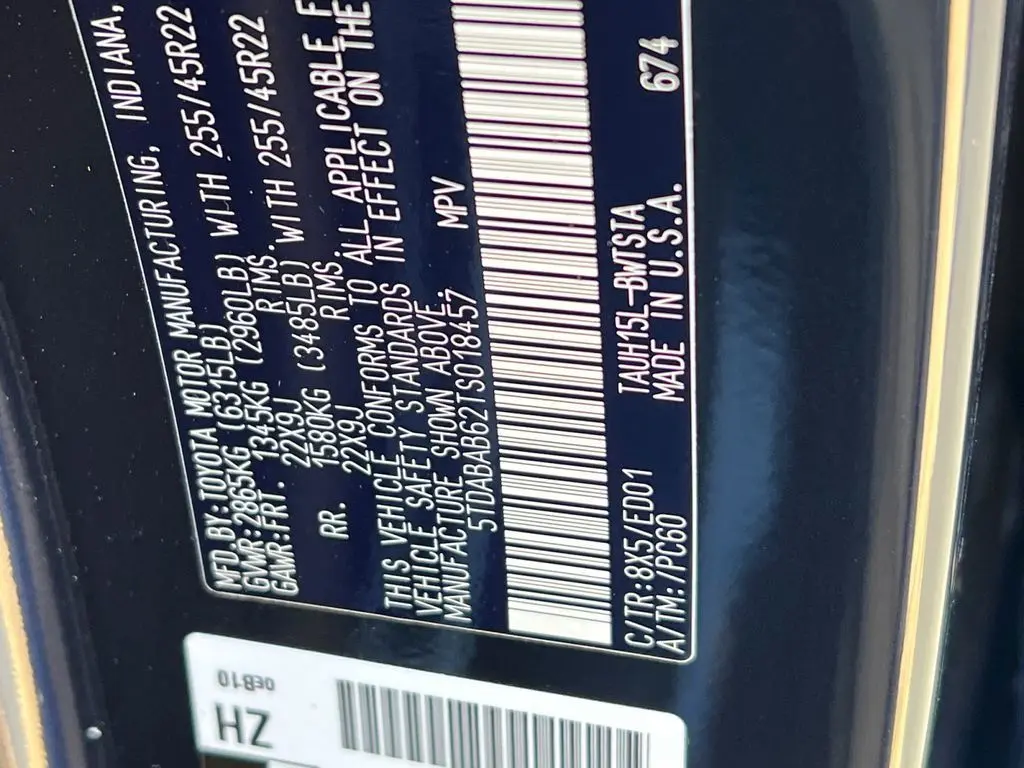 MFD.BY:TOYOTA MOTOR MANUFACTURING, INDIANA,
GVWR:2865KG (6315LB)
GAWR:FRT. 1345KG (2960LB) WITH 255/45R22
22X9J RIMS.
RR. 1580KG (3485LB) WITH 255/45R22
22X9J RIMS.
THIS VEHICLE CONFORMS TO ALL APPLICABLE F
VEHICLE SAFETY STANDARDS IN EFFECT ON THE
MANUFACTURE SHOWN ABOVE.
5TDABAB62TS018457 MPV
C/TR:8X5/ED01 TAUH15L-BWTSTA 674
A/TM:/PC60 MADE IN U.S.A.
0EB10
ZH